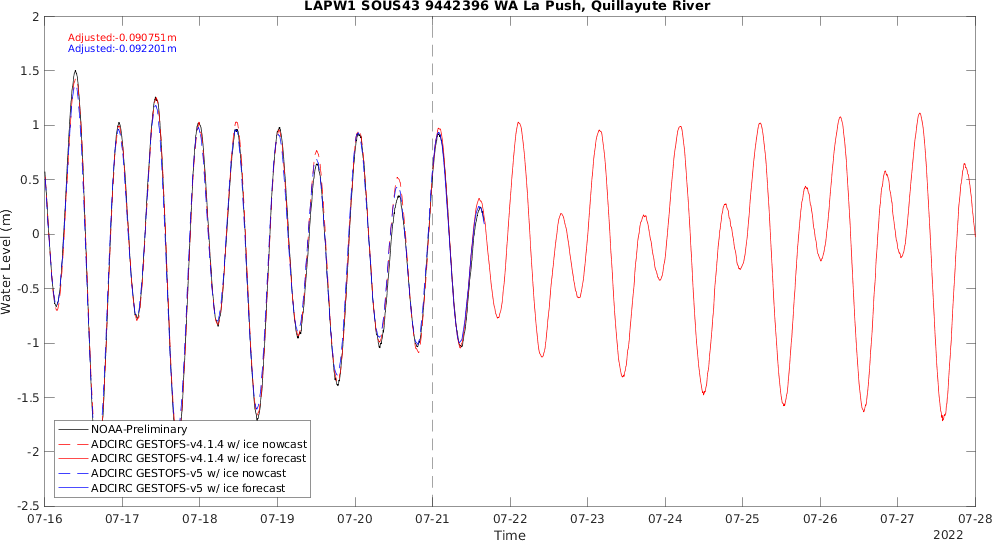 LAPW1 SOUS43 9442396 WA La Push, Quillayute River
Adjusted:-0.090751m
Adjusted:-0.092201m
2
1.5
1
0.5
0
-0.5
-1
-1.5
-2
-2.5
Water Level (m)
NOAA-Preliminary
ADCIRC GESTOFS-v4.1.4 w/ ice nowcast
ADCIRC GESTOFS-v4.1.4 w/ ice forecast
ADCIRC GESTOFS-v5 w/ ice nowcast
ADCIRC GESTOFS-v5 w/ ice forecast
07-16 07-17 07-18 07-19 07-20 07-21 07-22 07-23 07-24 07-25 07-26 07-27 07-28
Time
2022